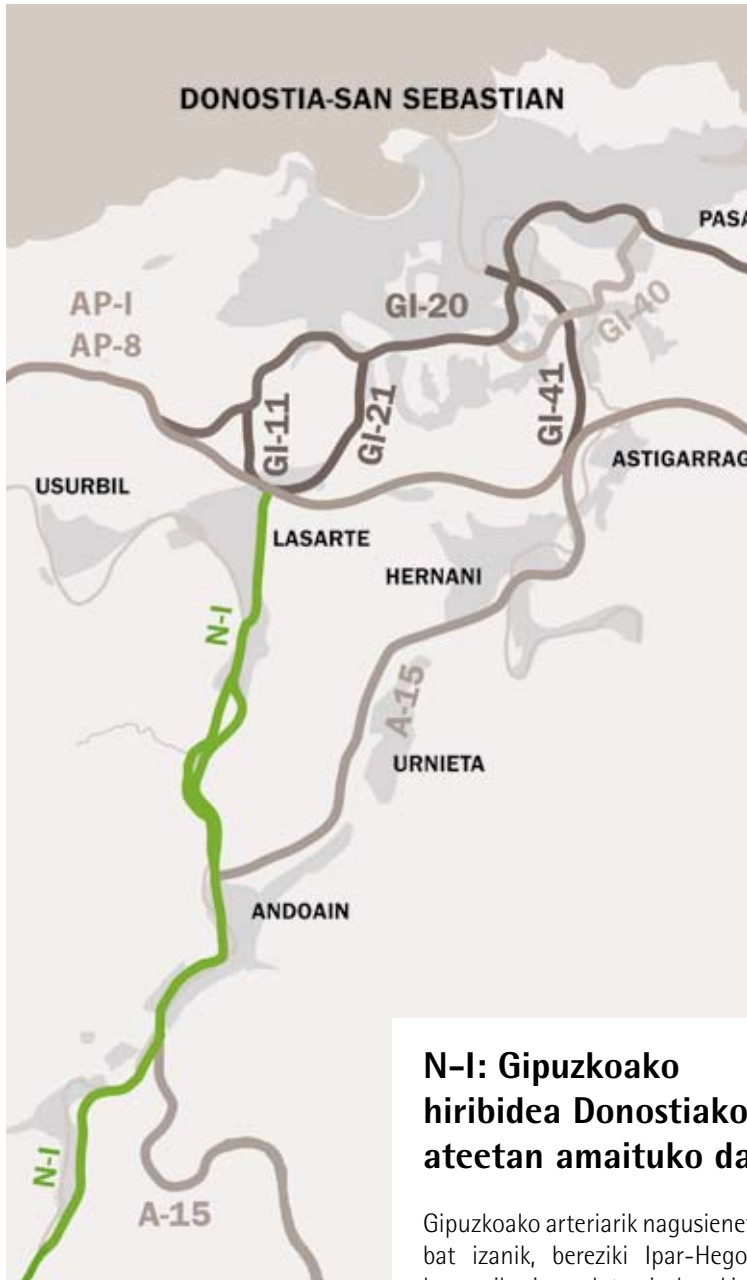 DONOSTIA-SAN SEBASTIAN
PASA
AP-I
AP-8
GI-20
GI-40
GI-11
GI-21
GI-41
USURBIL
ASTIGARRAG
LASARTE
HERNANI
N-I
A-15
URNIETA
ANDOAIN
N-I
A-15
N-I: Gipuzkoako
hiribidea Donostiako
ateetan amaituko da
Gipuzkoako arteriarik nagusienet
bat izanik, bereziki Ipar-Hego